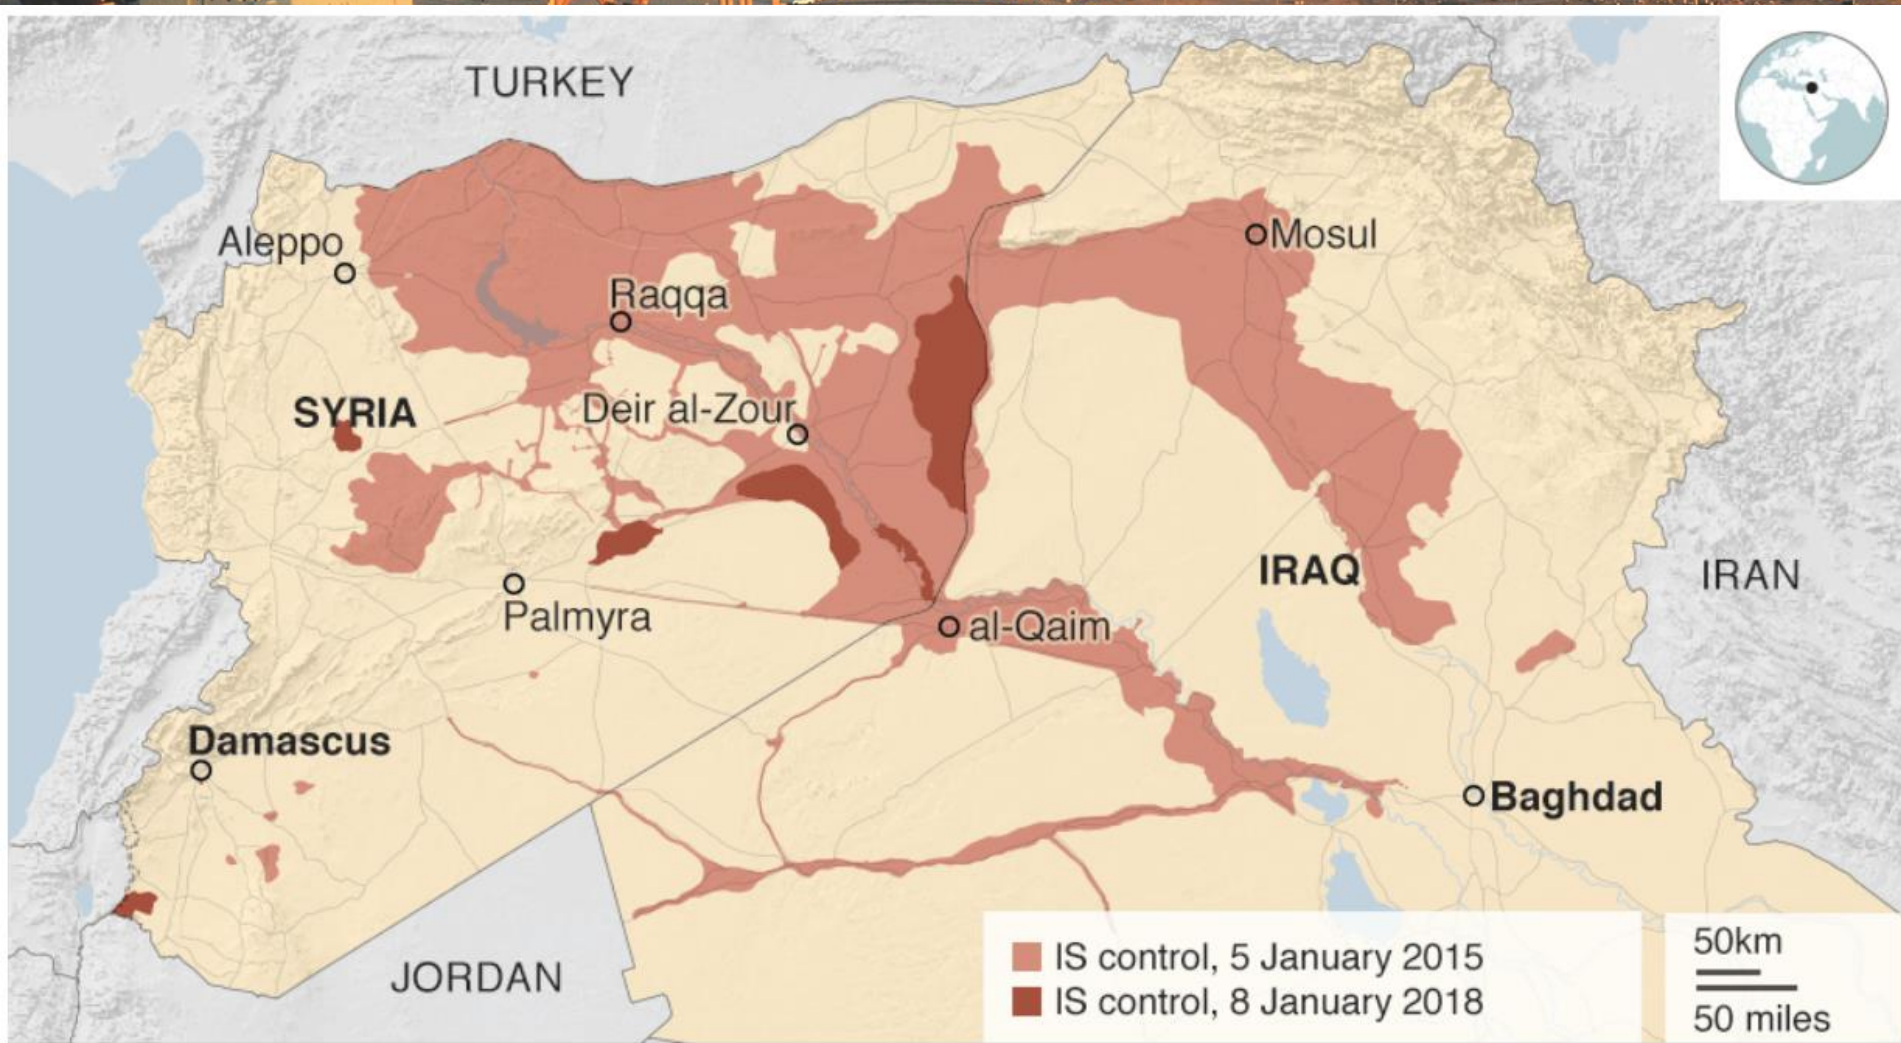 TURKEY
Aleppo
Mosul
Raqqa
SYRIA
Deir al-Zour
IRAQ
IRAN
Palmyra
al-Qaim
Damascus
Baghdad
JORDAN
IS control, 5 January 2015
IS control, 8 January 2018
50km
50 miles